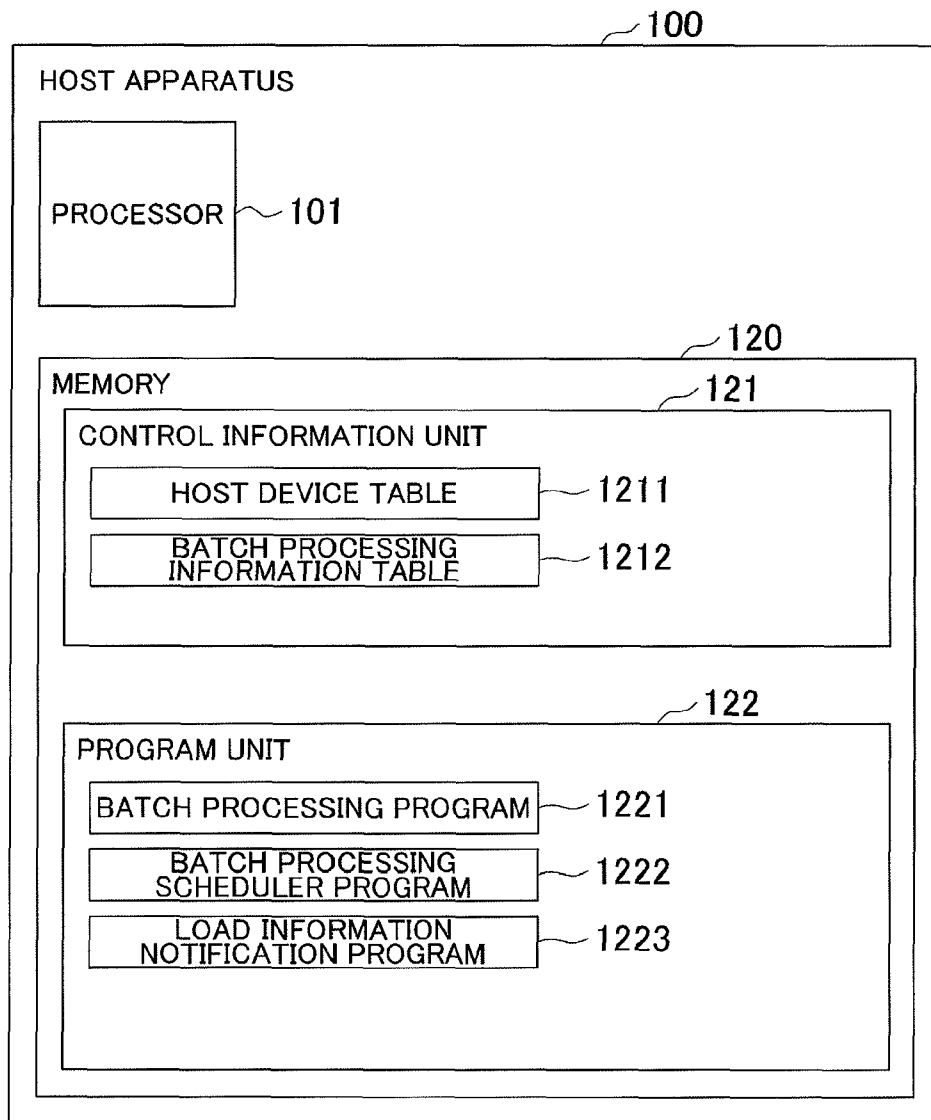 100
HOST APPARATUS
PROCESSOR
101
120
MEMORY
121
CONTROL INFORMATION UNIT
HOST DEVICE TABLE
1211
BATCH PROCESSING
INFORMATION TABLE
1212
122
PROGRAM UNIT
BATCH PROCESSING PROGRAM
1221
BATCH PROCESSING
SCHEDULER PROGRAM
1222
LOAD INFORMATION
NOTIFICATION PROGRAM
1223